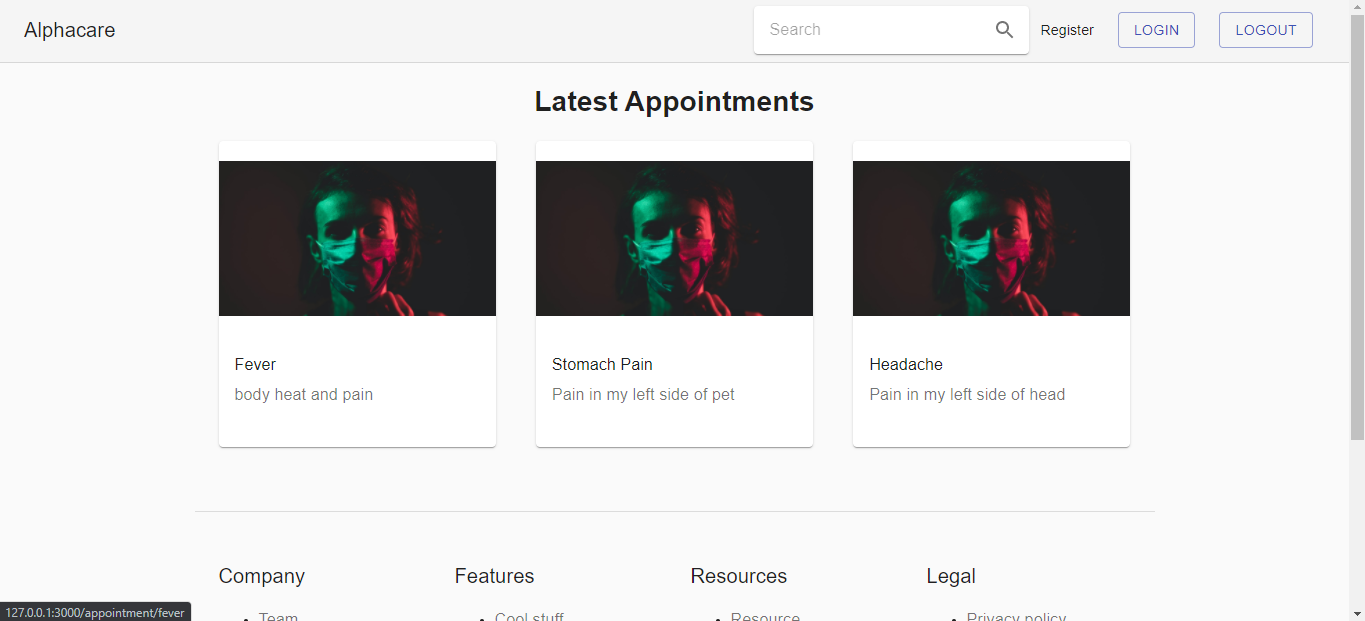 Alphacare
Search
Register
LOGIN
LOGOUT
Latest Appointments
Fever
body heat and pain
Stomach Pain
Pain in my left side of pet
Headache
Pain in my left side of head
Company
Features
Resources
Legal
Team
Cool stuff
Resource
Privacy policy
127.0.0.1:3000/appointment/fever